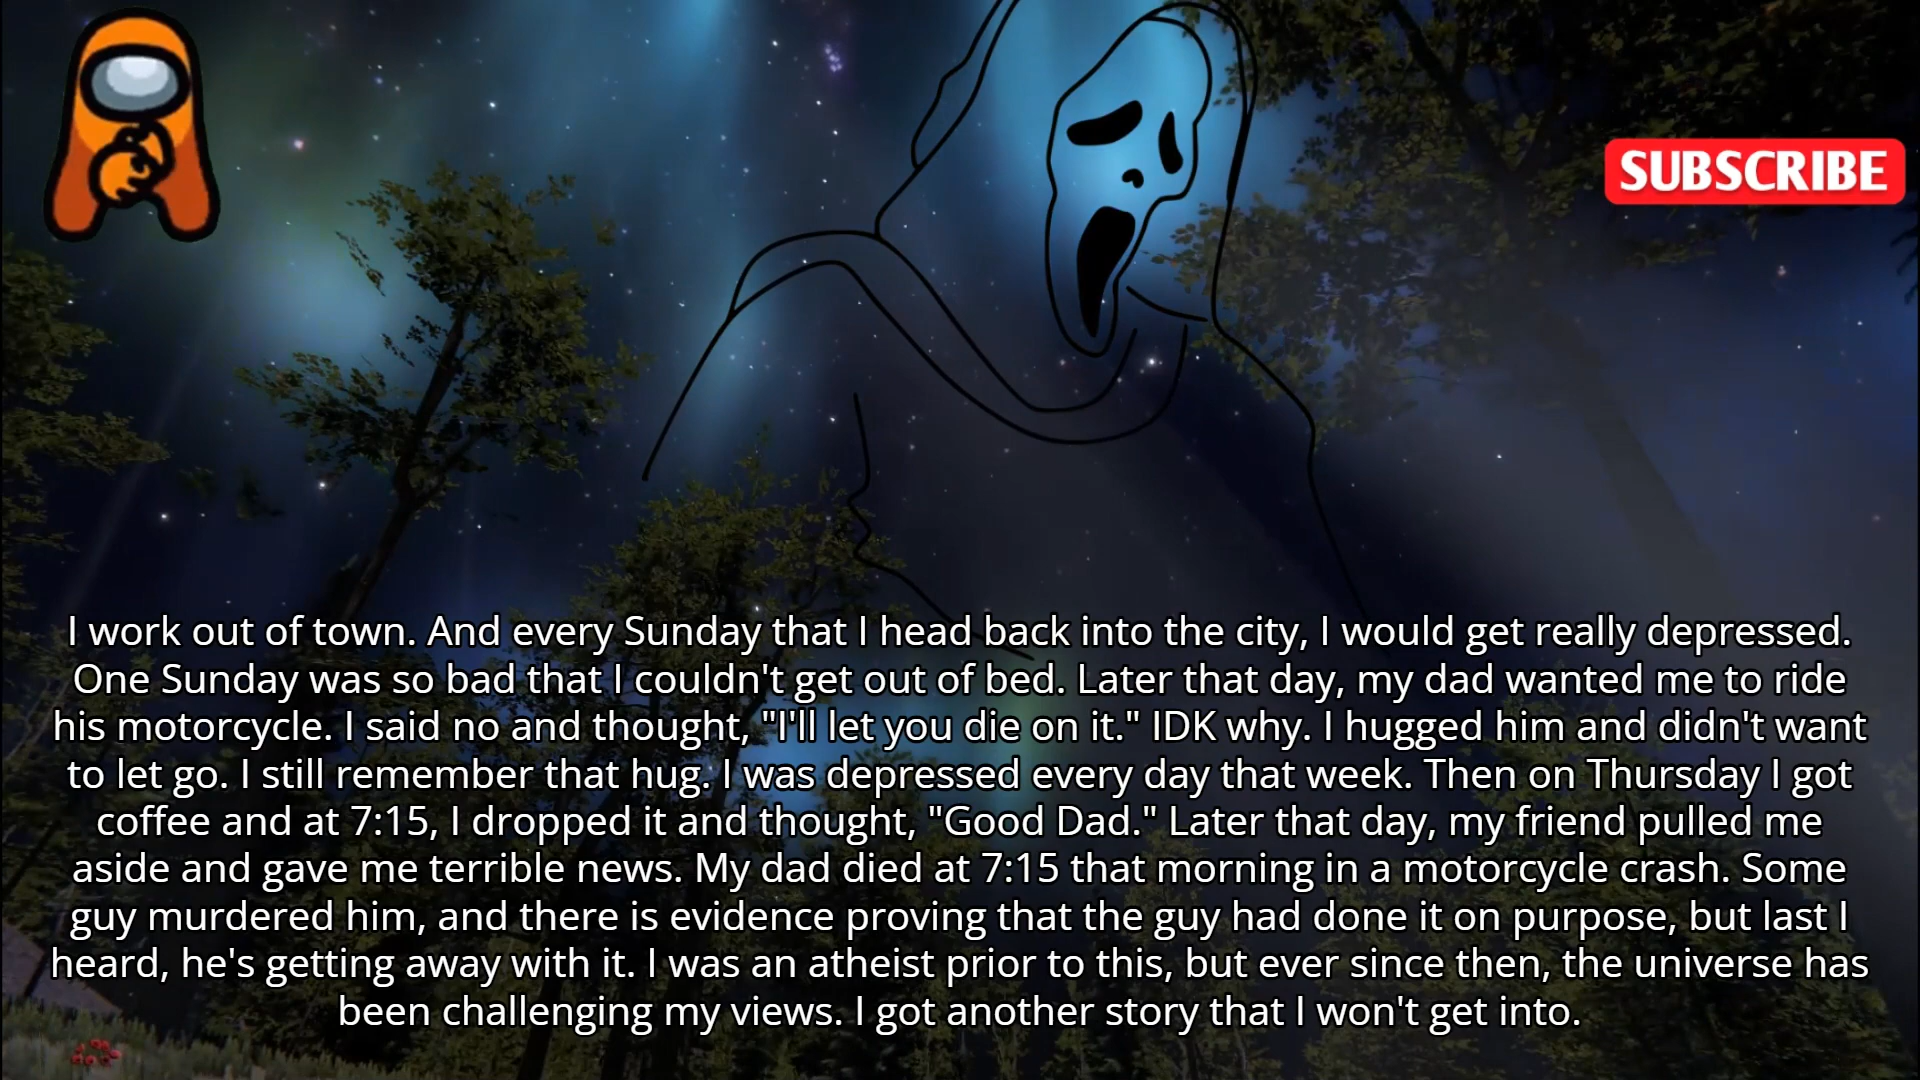 SUBSCRIBE
I work out of town. And every Sunday that I head back into the city, I would get really depressed.
One Sunday was so bad that I couldn't get out of bed. Later that day, my dad wanted me to ride
his motorcycle. I said no and thought, "I'll let you die on it." IDK why. I hugged him and didn't want
to let go. I still remember that hug. I was depressed every day that week. Then on Thursday I got
coffee and at 7:15, I dropped it and thought, "Good Dad." Later that day, my friend pulled me
aside and gave me terrible news. My dad died at 7:15 that morning in a motorcycle crash. Some
guy murdered him, and there is evidence proving that the guy had done it on purpose, but last I
heard, he's getting away with it. I was an atheist prior to this, but ever since then, the universe has
been challenging my views. I got another story that I won't get into.